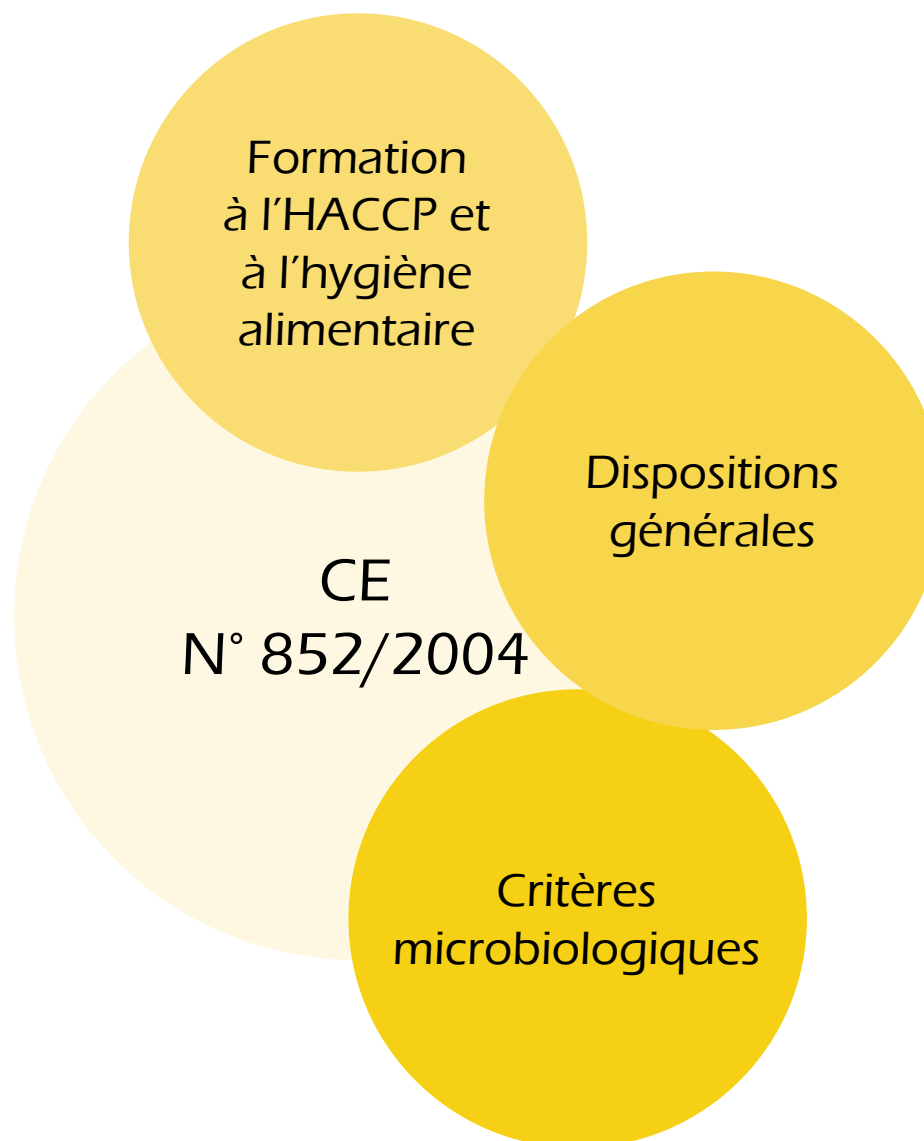 Formation
à l'HACCP et
à l'hygiène
alimentaire
Dispositions
générales
CE
N° 852/2004
Critères
microbiologiques